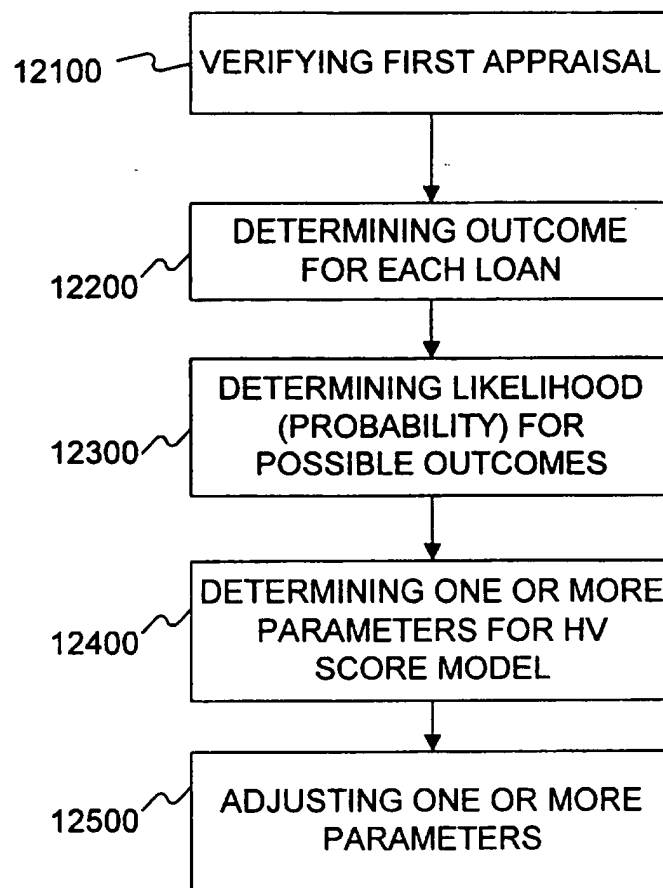 12100
VERIFYING FIRST APPRAISAL
12200
DETERMINING OUTCOME
FOR EACH LOAN
12300
DETERMINING LIKELIHOOD
(PROBABILITY) FOR
POSSIBLE OUTCOMES
12400
DETERMINING ONE OR MORE
PARAMETERS FOR HV
SCORE MODEL
12500
ADJUSTING ONE OR MORE
PARAMETERS